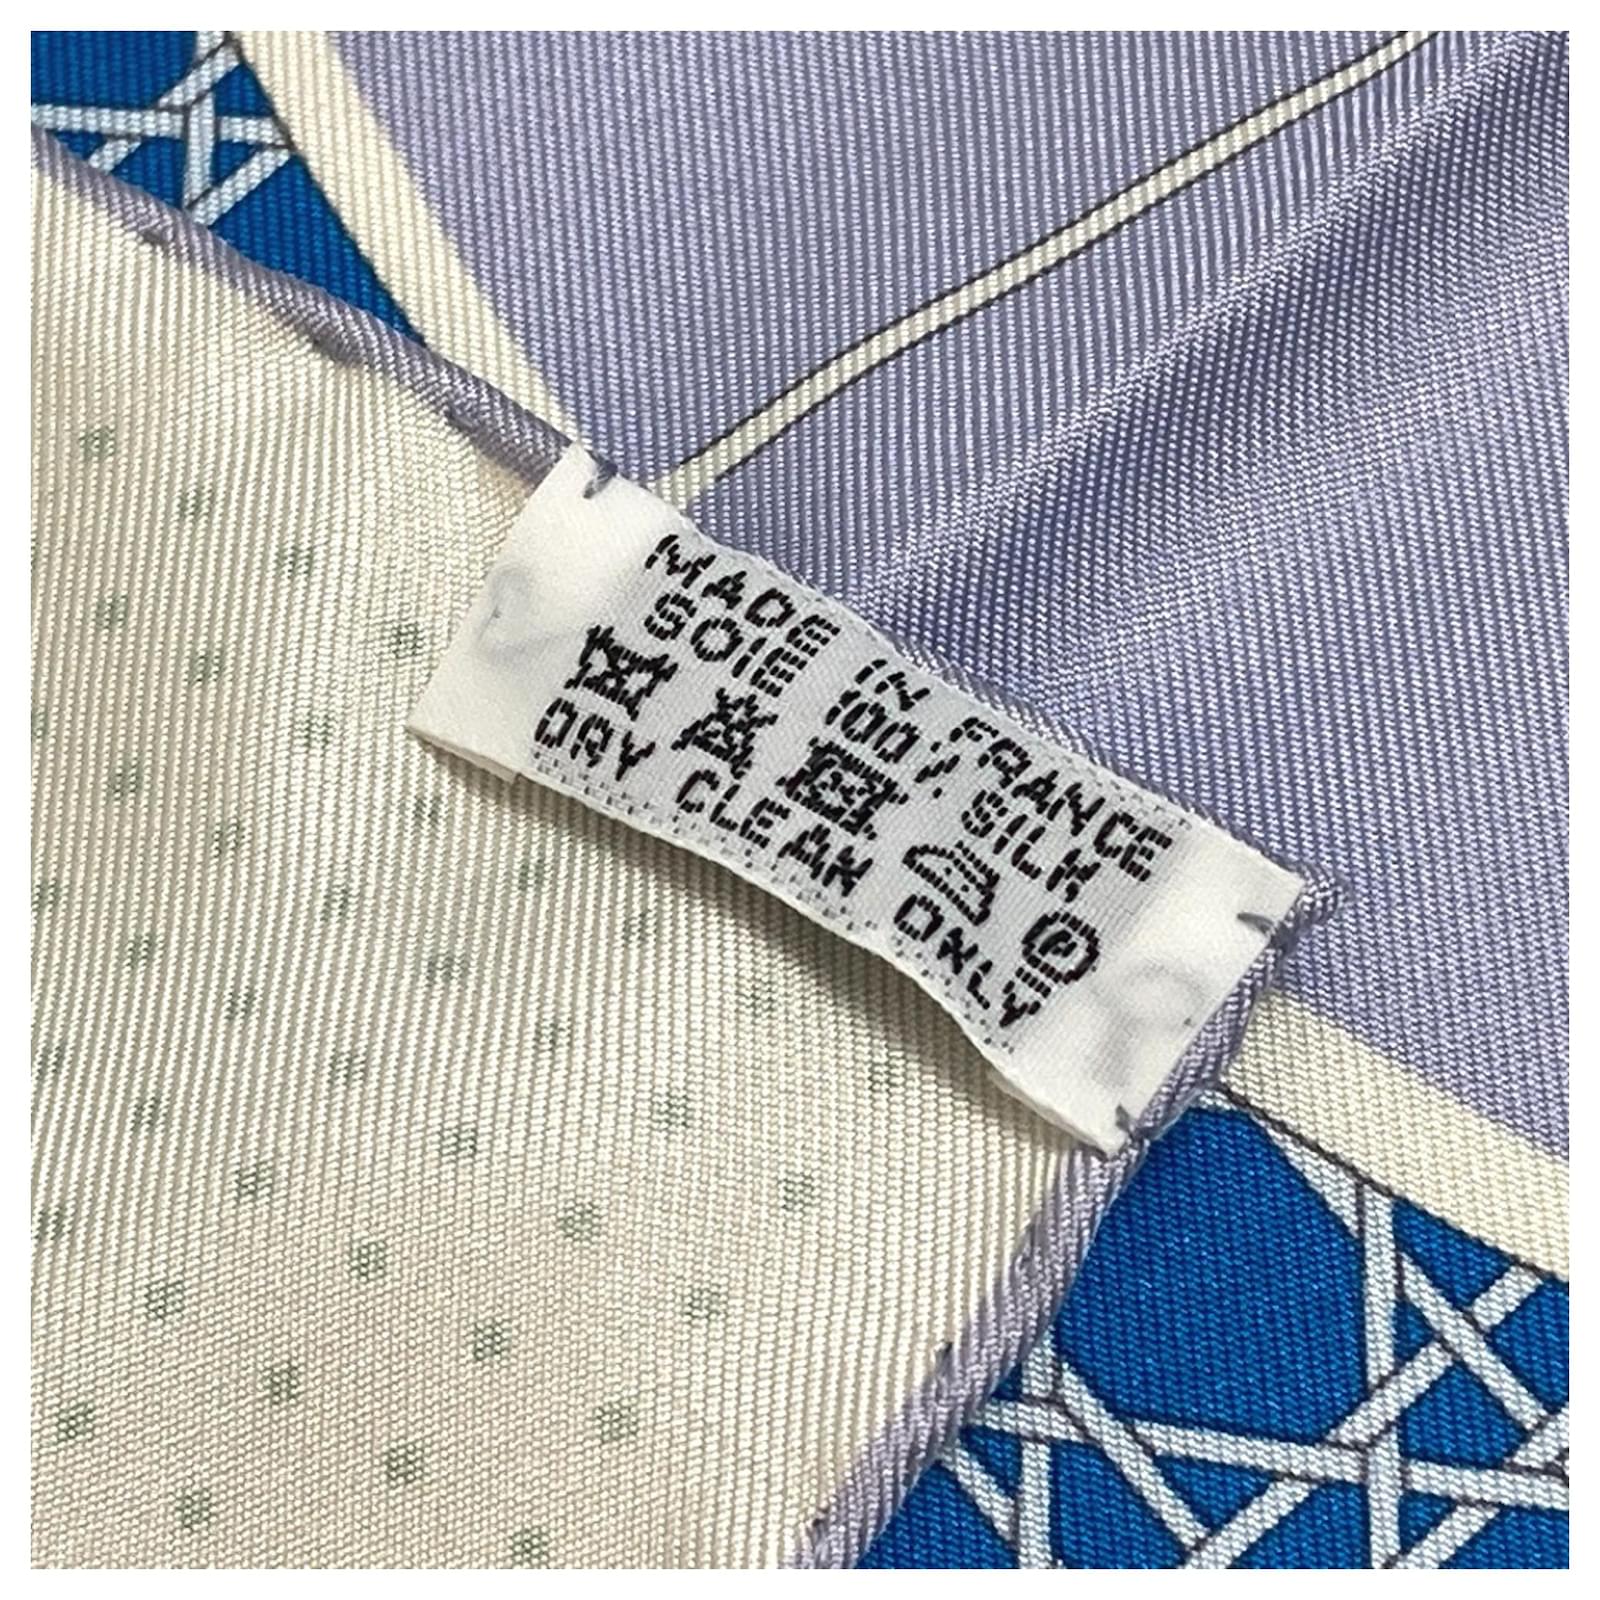 MADE IN FRANCE
SOIE 100% SILK
DRY CLEAN ONLY